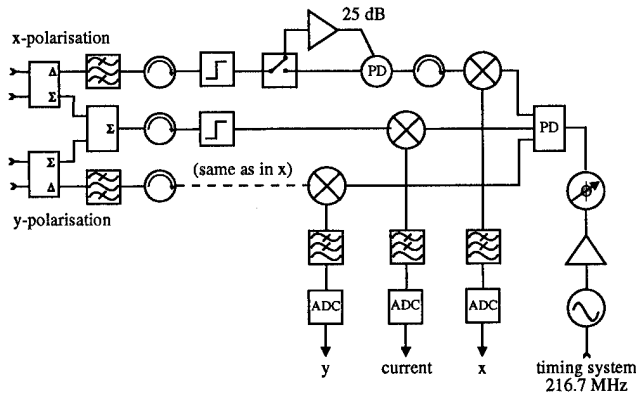 25 dB
x-polarisation
Δ
Σ
PD
Σ
PD
Σ
Δ
(same as in x)
y-polarisation
ADC
ADC
ADC
y
current
x
timing system
216.7 MHz